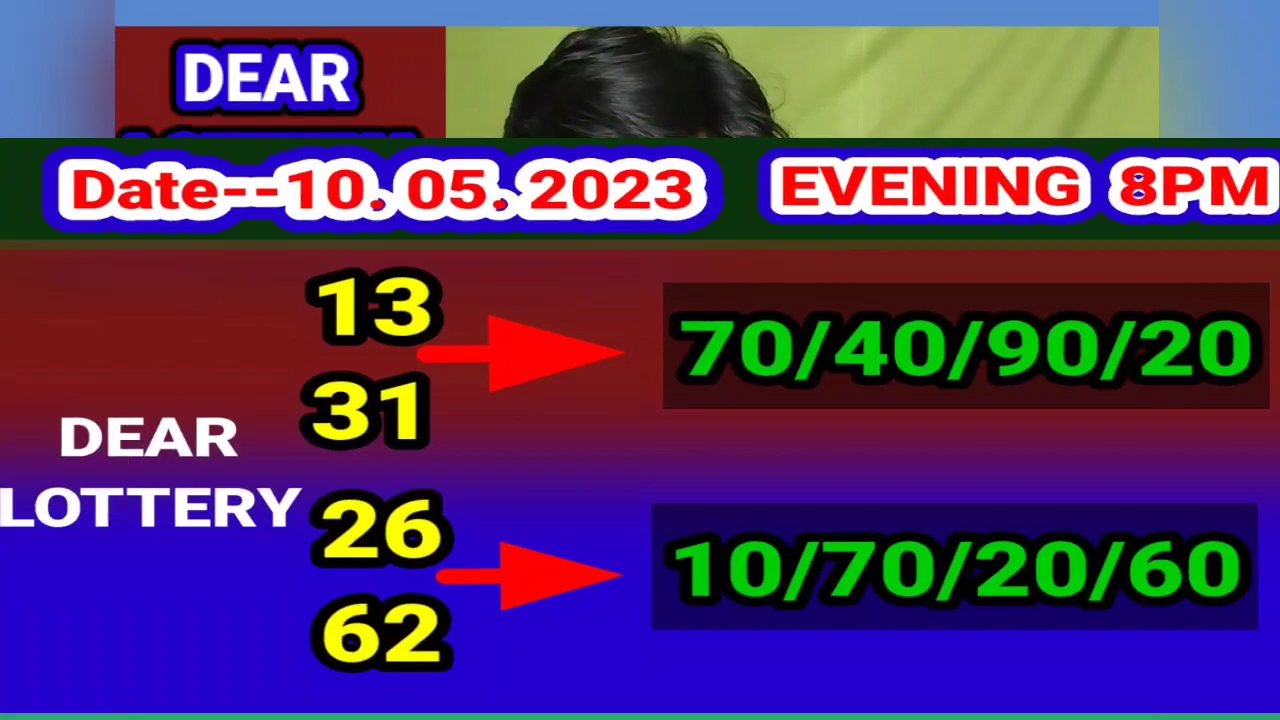 DEAR
Date--10.05.2023 EVENING 8PM
13
31
70/40/90/20
DEAR
LOTTERY
26
62
10/70/20/60